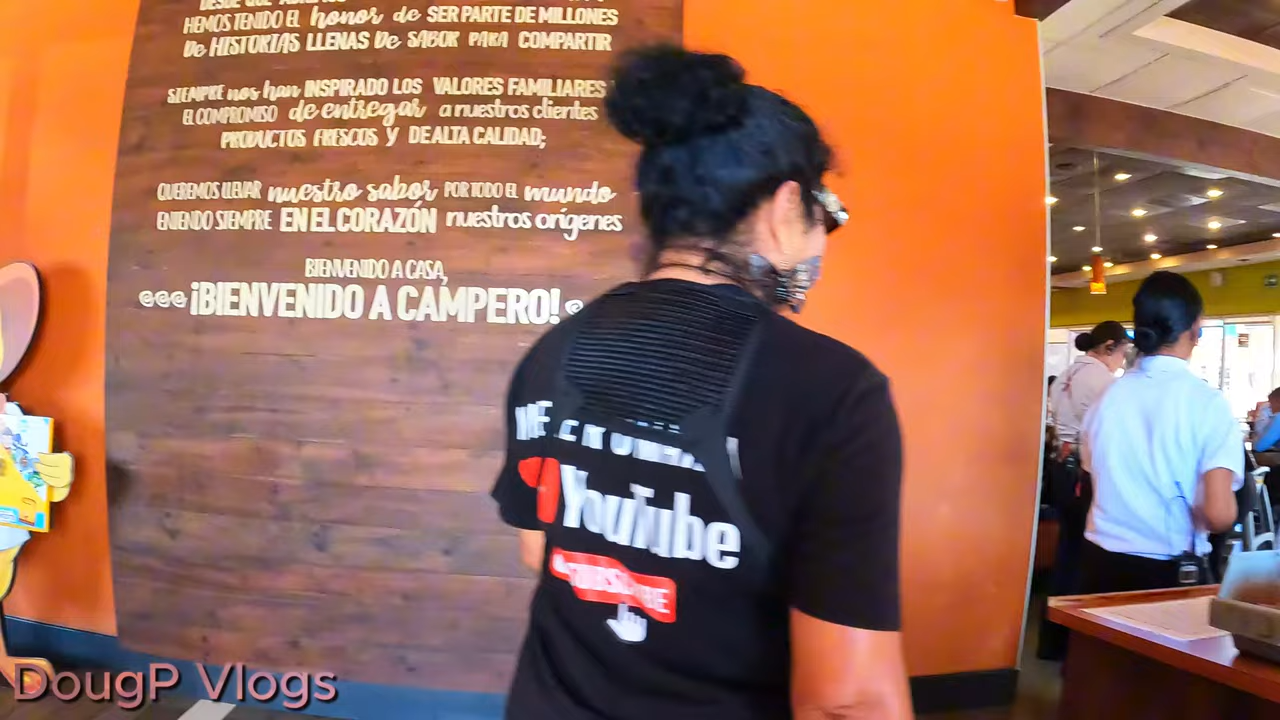 HEMOS TENIDO EL honor de SER PARTE DE MILLONES
De HISTORIAS LLENAS De SABOR PARA COMPARTIR
SIEMPRE nos han INSPIRADO LOS VALORES FAMILIARES
EL COMPROMISO de entregar a nuestros clientes
PRODUCTOS FRESCOS Y DE ALTA CALIDAD;
QUEREMOS LLEVAR nuestro sabor POR TODO EL mundo
TENIENDO SIEMPRE EN EL CORAZÓN nuestros orígenes
BIENVENIDO A CASA,
¡BIENVENIDO A CAMPERO!
YouTube
SUBSCRIBE
DougP Vlogs